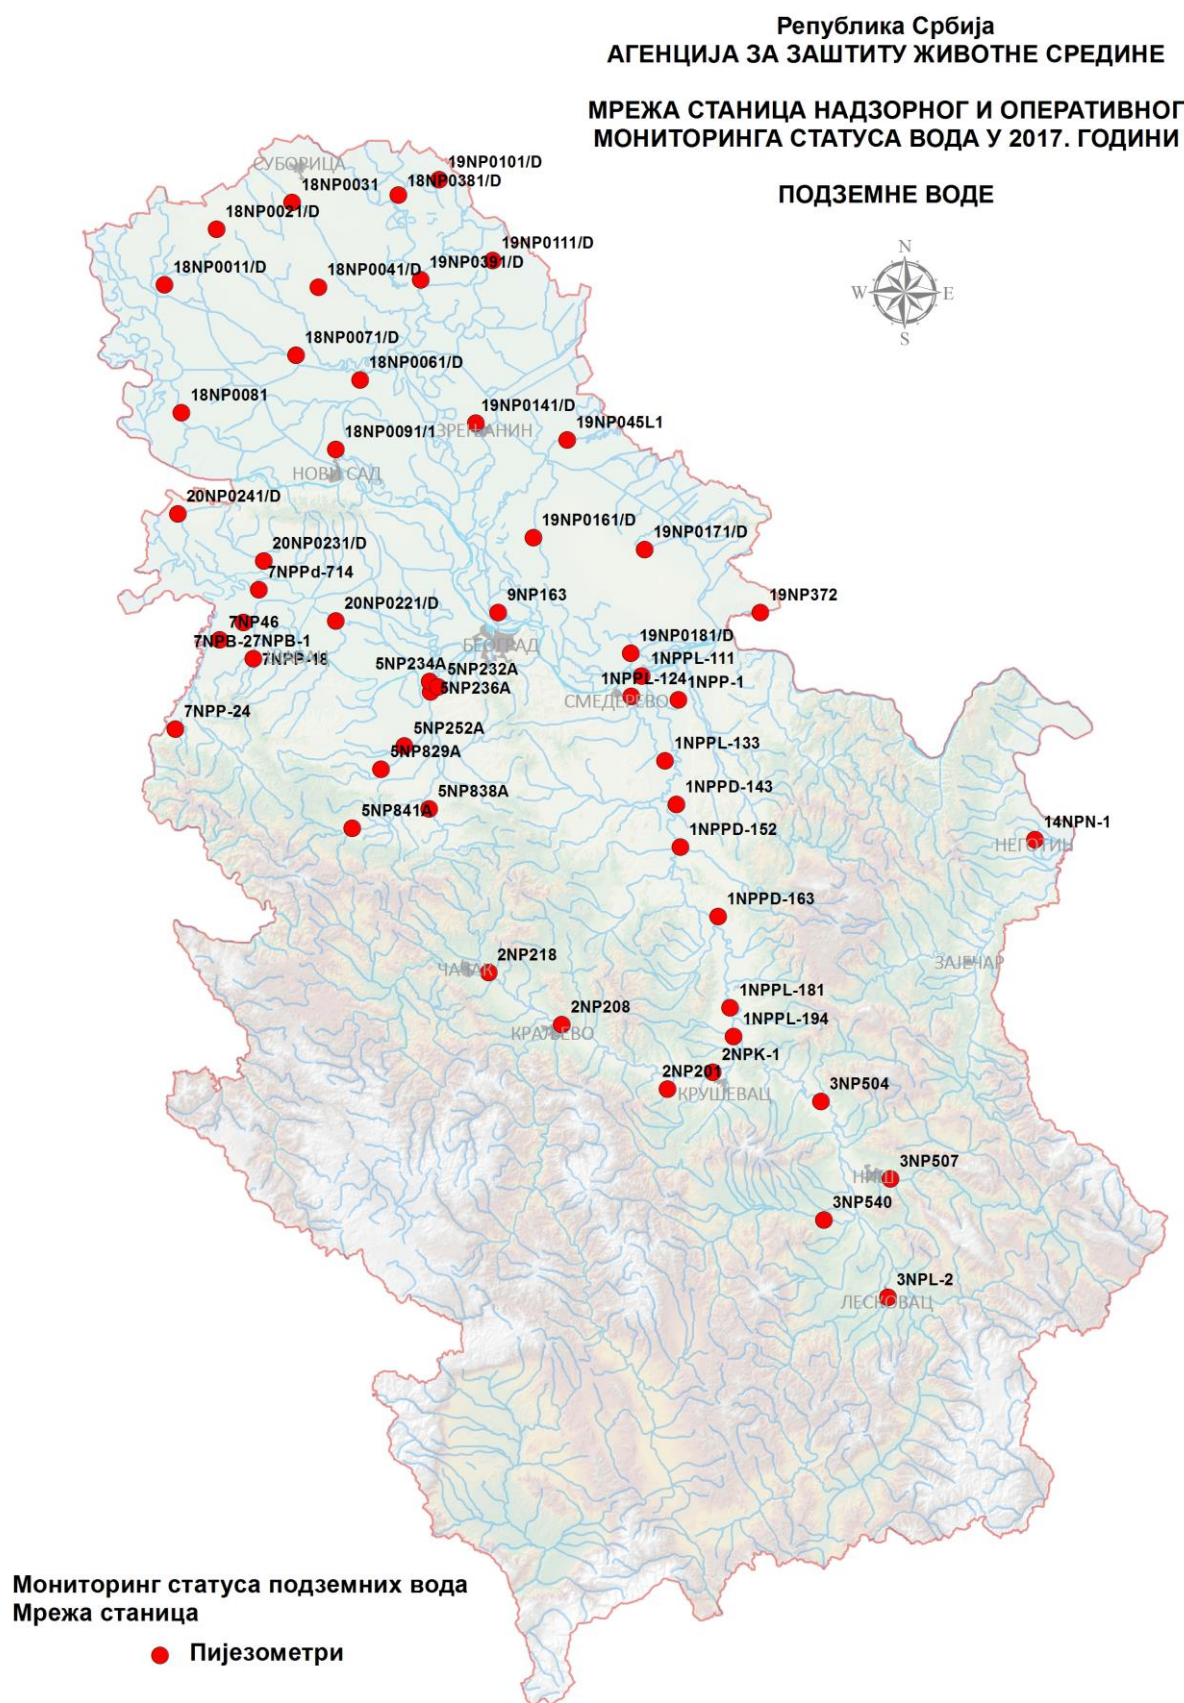 Република Србија
АГЕНЦИЈА ЗА ЗАШТИТУ ЖИВОТНЕ СРЕДИНЕ
МРЕЖА СТАНИЦА НАДЗОРНОГ И ОПЕРАТИВНОГ
МОНИТОРИНГА СТАТУСА ВОДА У 2017. ГОДИНИ
ПОДЗЕМНЕ ВОДЕ
N
W E
S
СУБОРИЦА
19NP0101/D
18NP0031
18NP0381/D
18NP0021/D
19NP0111/D
18NP0011/D
18NP0041/D
19NP0391/D
18NP0071/D
18NP0061/D
18NP0081
19NP0141/D
ЗРЕЊАНИН
19NP045L1
18NP0091/1
НОВИ САД
20NP0241/D
19NP0161/D
19NP0171/D
20NP0231/D
7NPPd-714
20NP0221/D
9NP163
19NP372
7NP46
7NPB-2
7NPB-1
БЕОГРАД
7NPP-18
19NP0181/D
5NP234A
5NP232A
5NP236A
1NPPL-111
1NPPL-124
1NPP-1
СМЕДЕРЕВО
7NPP-24
5NP252A
5NP829A
1NPPL-133
5NP838A
1NPPD-143
5NP841A
1NPPD-152
14NPN-1
НЕГОТИН
1NPPD-163
2NP218
ЧАЧАК
ЗАЈЕЧАР
1NPPL-181
2NP208
КРАЉЕВО
1NPPL-194
2NPK-1
2NP201
КРУШЕВАЦ
3NP504
3NP507
НИШ
3NP540
3NPL-2
ЛЕСКОВАЦ
Мониторинг статуса подземних вода
Мрежа станица
Пијезометри